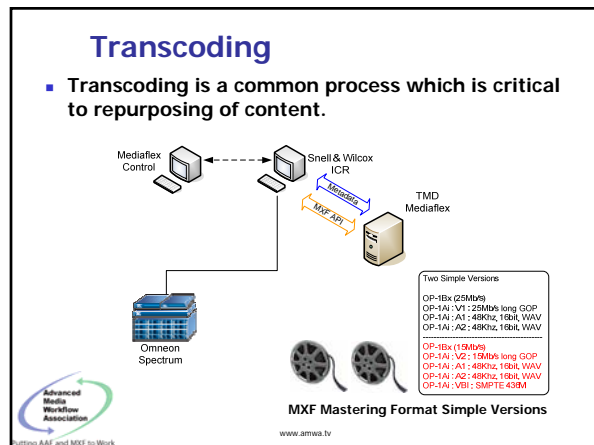 Transcoding
Transcoding is a common process which is critical
to repurposing of content.
Mediaflex
Control
Snell & Wilcox
ICR
Metadata
MXF API
TMD
Mediaflex
Omneon
Spectrum
Two Simple Versions
OP-1Bx (25Mb/s)
OP-1Ai : V1 : 25Mb/s long GOP
OP-1Ai : A1 : 48Khz, 16bit, WAV
OP-1Ai : A2 : 48Khz, 16bit, WAV
OP-1Bx (15Mb/s)
OP-1Ai : V2 : 15Mb/s long GOP
OP-1Ai : A1 : 48Khz, 16bit, WAV
OP-1Ai : A2 : 48Khz, 16bit, WAV
OP-1Ai : VBI : SMPTE 436M
MXF Mastering Format Simple Versions
Advanced
Media
Workflow
Association
Putting AAF and MXF to Work
www.amwa.tv